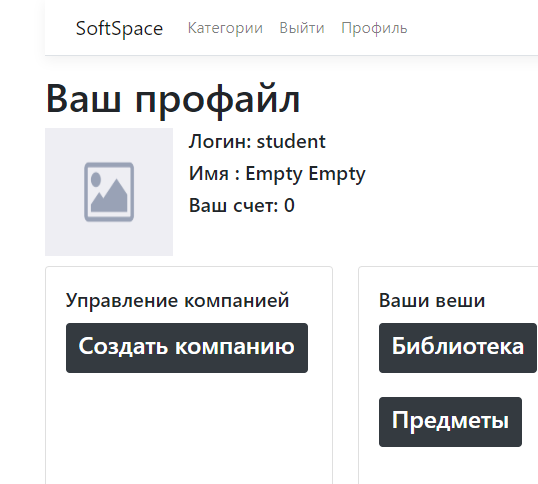 SoftSpace Категории Выйти Профиль
Ваш профайл
Логин: student
Имя : Empty Empty
Ваш счет: 0
Управление компанией
Создать компанию
Ваши веши
Библиотека
Предметы